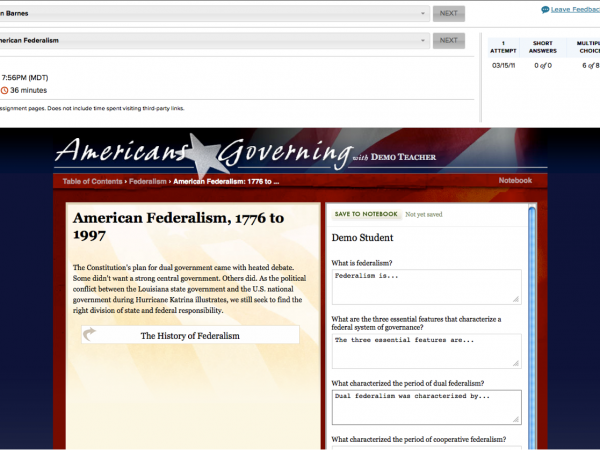 n Barnes
NEXT
Leave Feedback
merican Federalism
NEXT
1 ATTEMPT
SHORT ANSWERS
MULTIPL CHOICE
7:56PM (MDT)
03/15/11
0 of 0
6 of 8
36 minutes
ssignment pages. Does not include time spent visiting third-party links.
Americans Governing with DEMO TEACHER
Table of Contents › Federalism › American Federalism: 1776 to ...
Notebook
American Federalism, 1776 to
1997
The Constitution's plan for dual government came with heated debate.
Some didn't want a strong central government. Others did. As the political
conflict between the Louisiana state government and the U.S. national
government during Hurricane Katrina illustrates, we still seek to find the
right division of state and federal responsibility.
The History of Federalism
SAVE TO NOTEBOOK Not yet saved
Demo Student
What is federalism?
Federalism is...
What are the three essential features that characterize a
federal system of governance?
The three essential features are...
What characterized the period of dual federalism?
Dual federalism was characterized by...
What characterized the period of cooperative federalism?